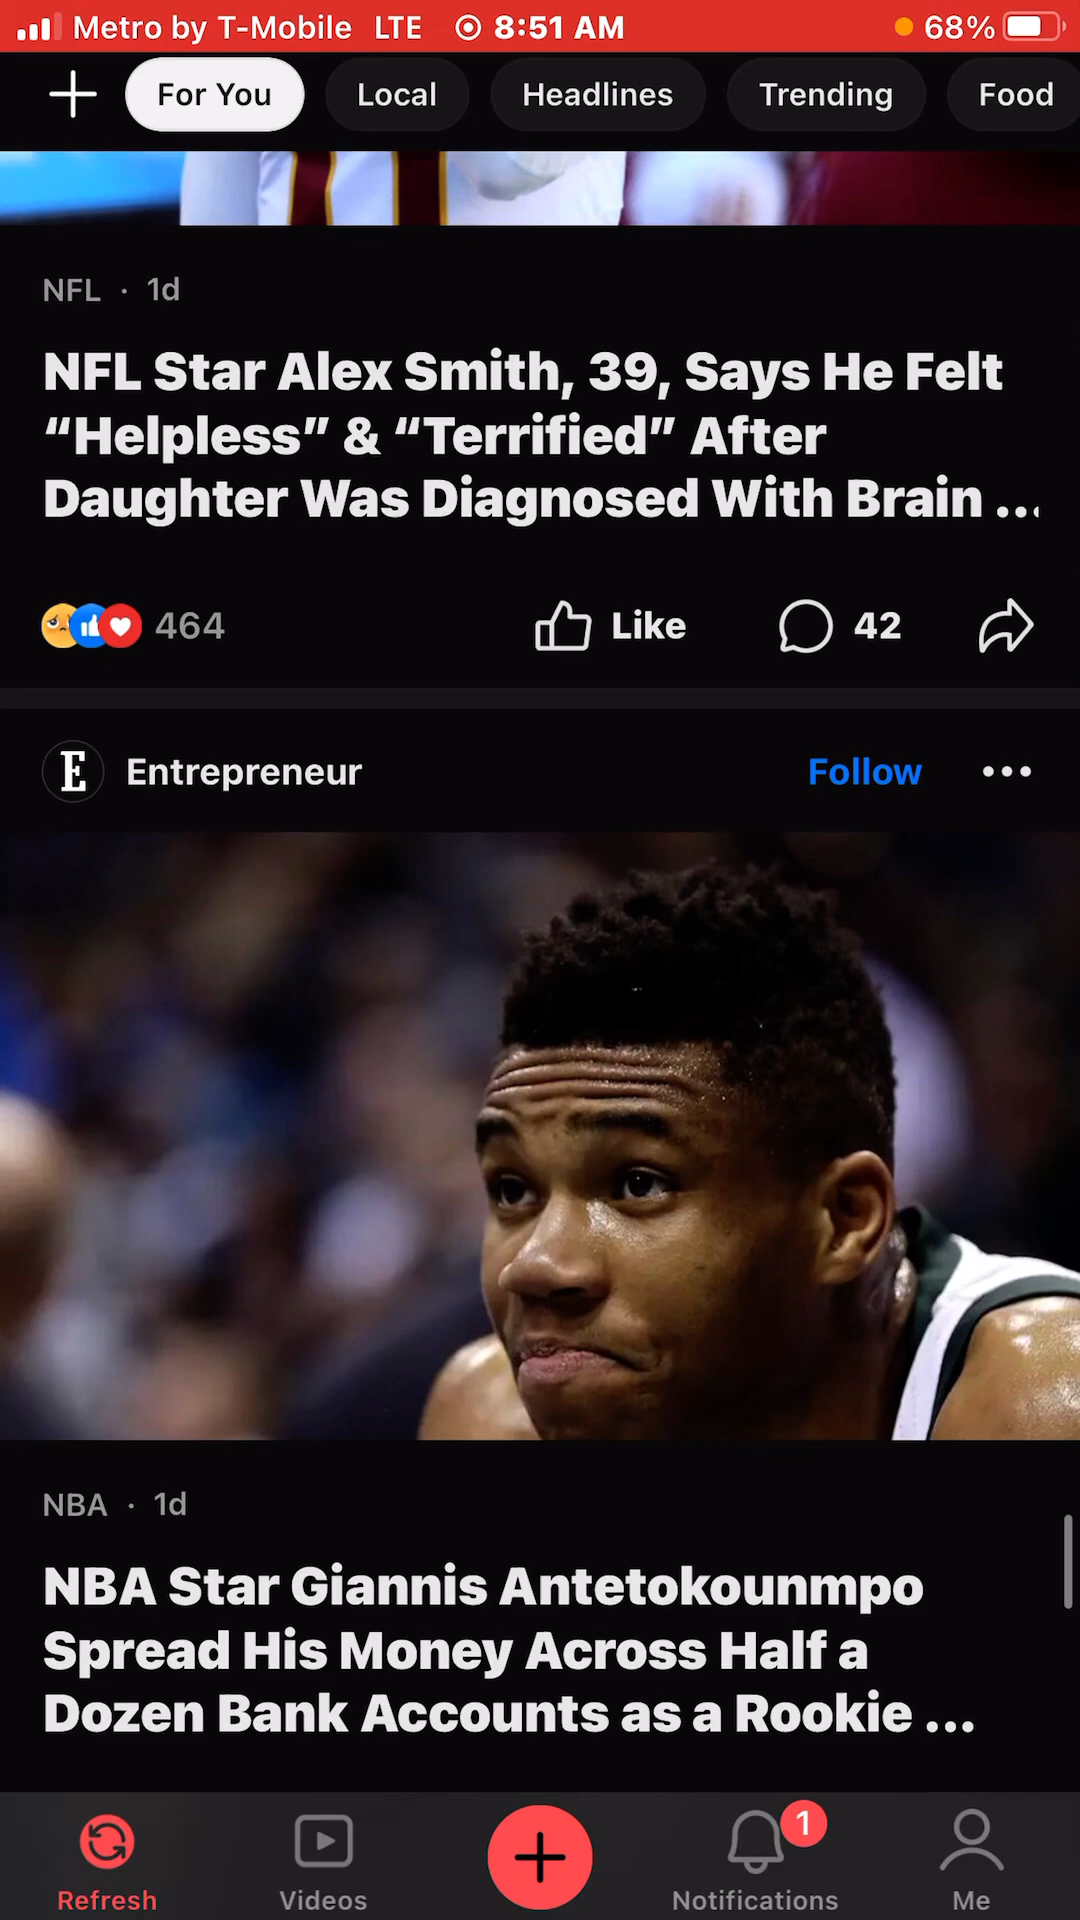 Metro by T-Mobile LTE 8:51 AM 68%
For You Local Headlines Trending Food
NFL · 1d
NFL Star Alex Smith, 39, Says He Felt
“Helpless” & “Terrified” After
Daughter Was Diagnosed With Brain ...
464 Like 42
E Entrepreneur Follow
NBA · 1d
NBA Star Giannis Antetokounmpo
Spread His Money Across Half a
Dozen Bank Accounts as a Rookie ...
1
Refresh Videos Notifications Me